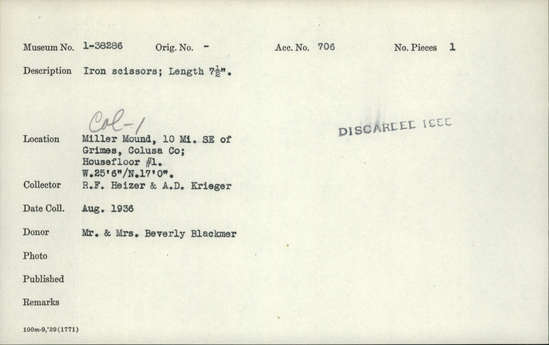 Museum No. 1-38286 Orig. No. - Acc. No. 706 No. Pieces 1
Description Iron scissors; Length 7½".
Col-1
DISCARDED
Location Miller Mound, 10 Mi. SE of
Grimes, Colusa Co;
Housefloor #1.
W.25'6"/N.17'0".
Collector R.F. Heizer & A.D. Krieger
Date Coll. Aug. 1936
Donor Mr. & Mrs. Beverly Blackmer
Photo
Published
Remarks
100m-9,'39(1771)